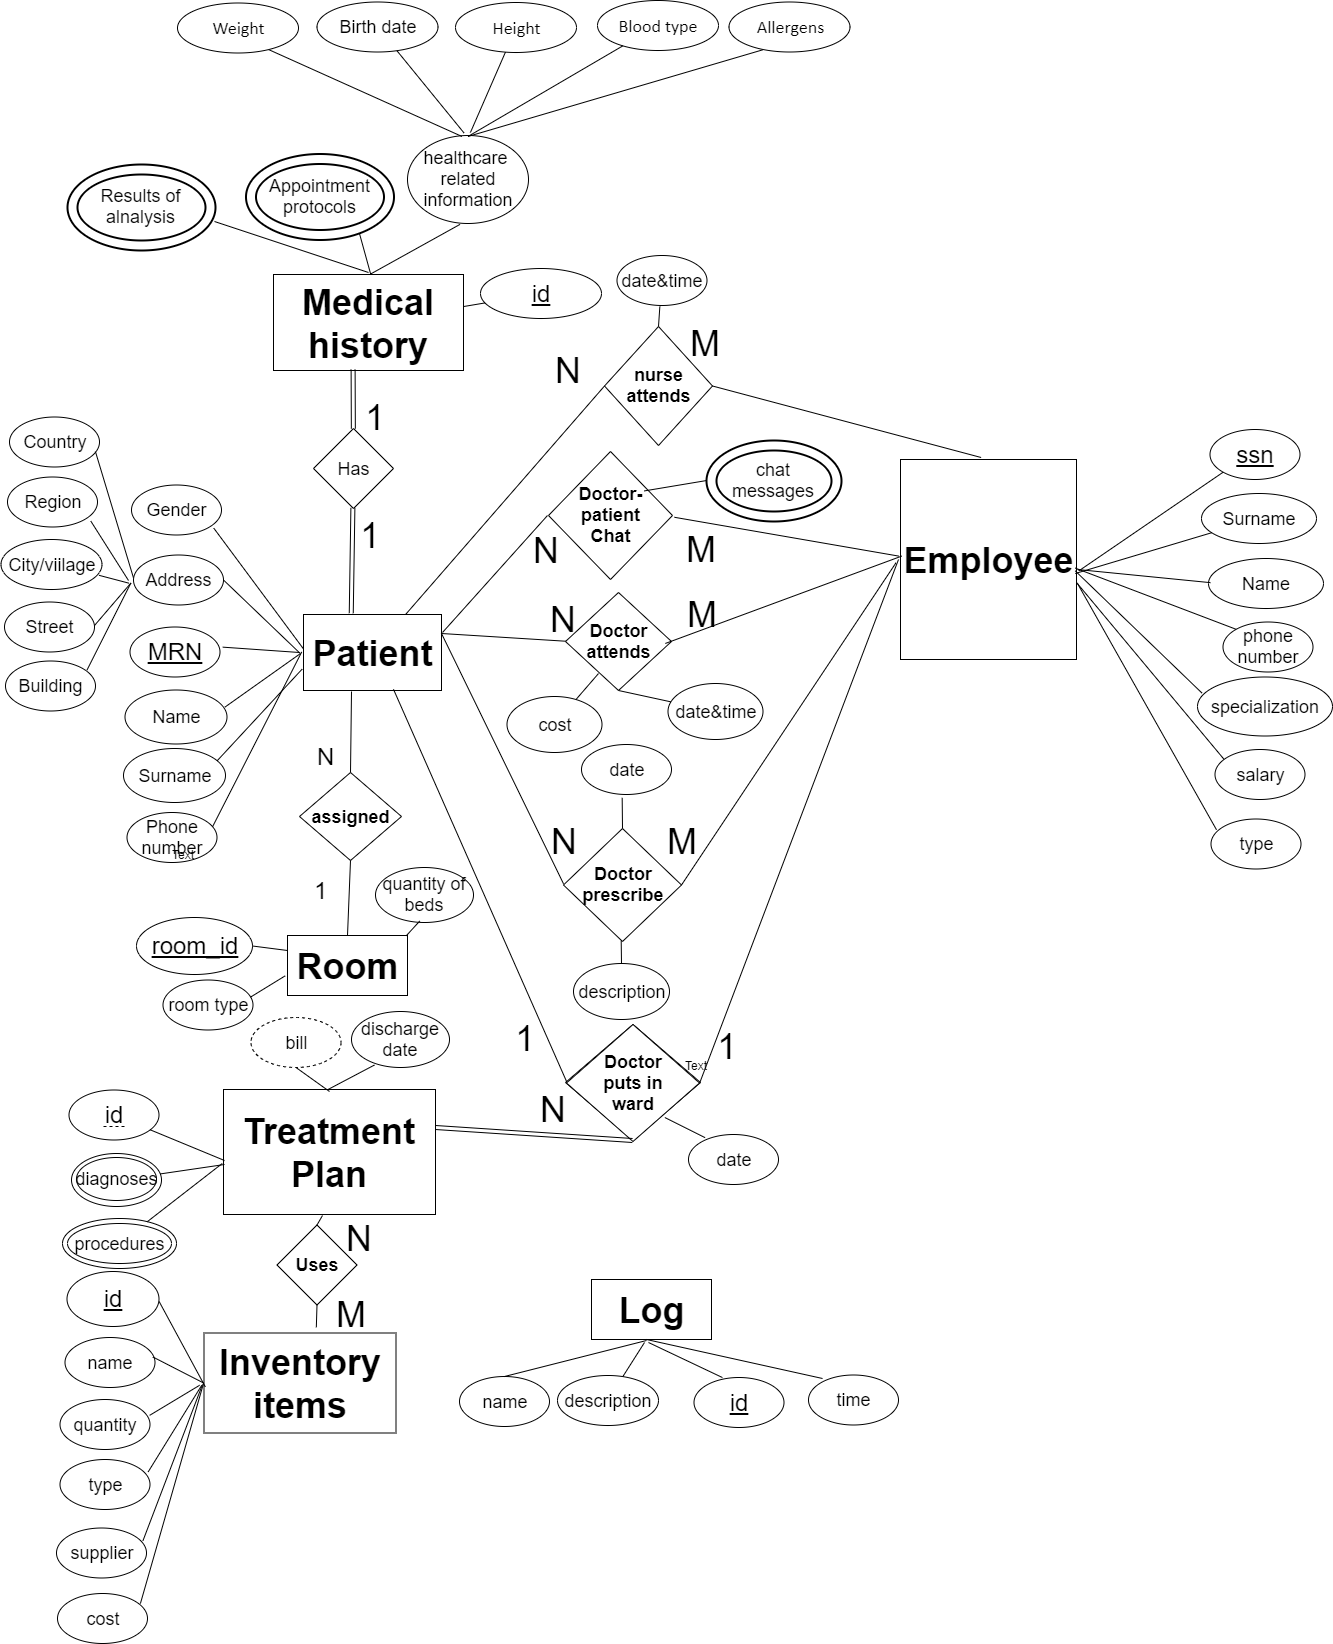 Weight
Birth date
Height
Blood type
Allergens
healthcare
related
information
Results of
alnalysis
Appointment
protocols
Medical
history
id
date&time
N
M
nurse
attends
1
Has
1
Country
Region
City/viillage
Street
Building
Gender
Address
MRN
Name
Surname
Phone
number
Text
Patient
chat
messages
Doctor-
patient
Chat
N
M
N
M
Doctor
attends
cost
date&time
Employee
ssn
Surname
Name
phone
number
specialization
salary
type
date
N
M
Doctor
prescribe
description
N
assigned
1
quantity of
beds
room_id
Room
room type
1
1
Doctor
puts in
ward
Text
N
date
bill
discharge
date
id
diagnoses
procedures
Treatment
Plan
N
Uses
M
Inventory
items
id
name
quantity
type
supplier
cost
Log
name
description
id
time